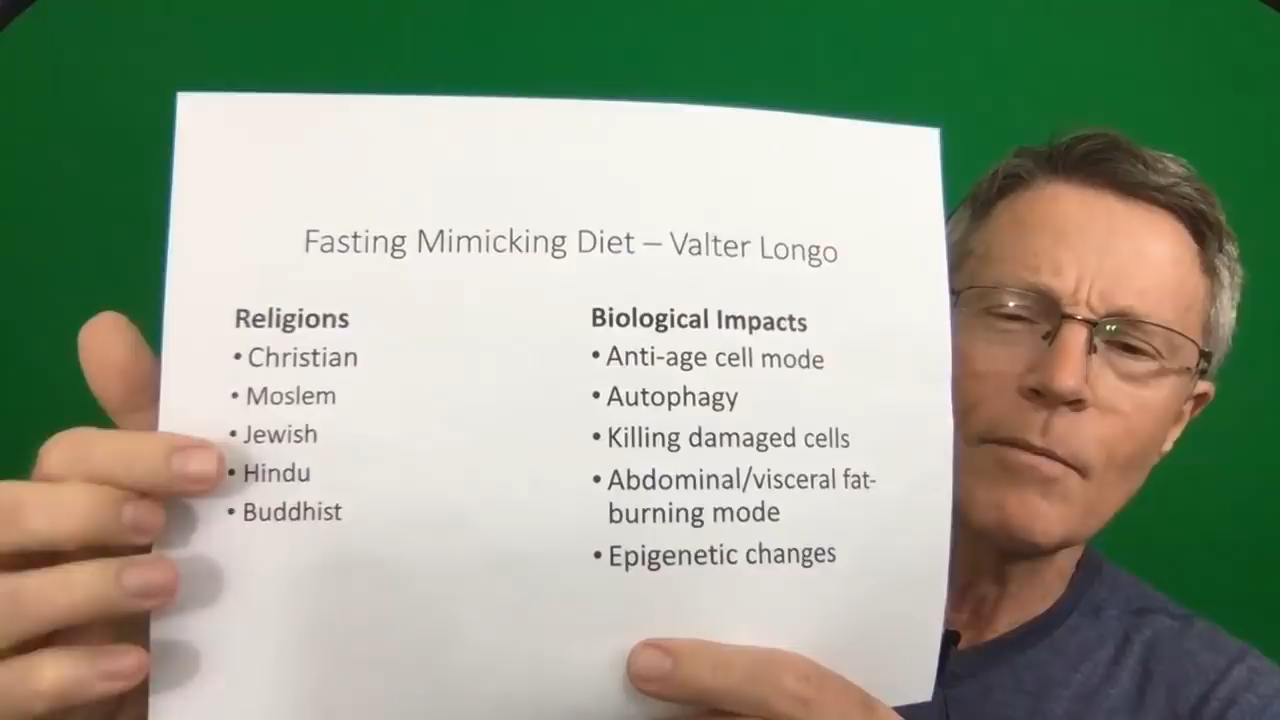 Fasting Mimicking Diet – Valter Longo
Religions
• Christian
• Moslem
• Jewish
• Hindu
• Buddhist
Biological Impacts
• Anti-age cell mode
• Autophagy
• Killing damaged cells
• Abdominal/visceral fat-
burning mode
• Epigenetic changes